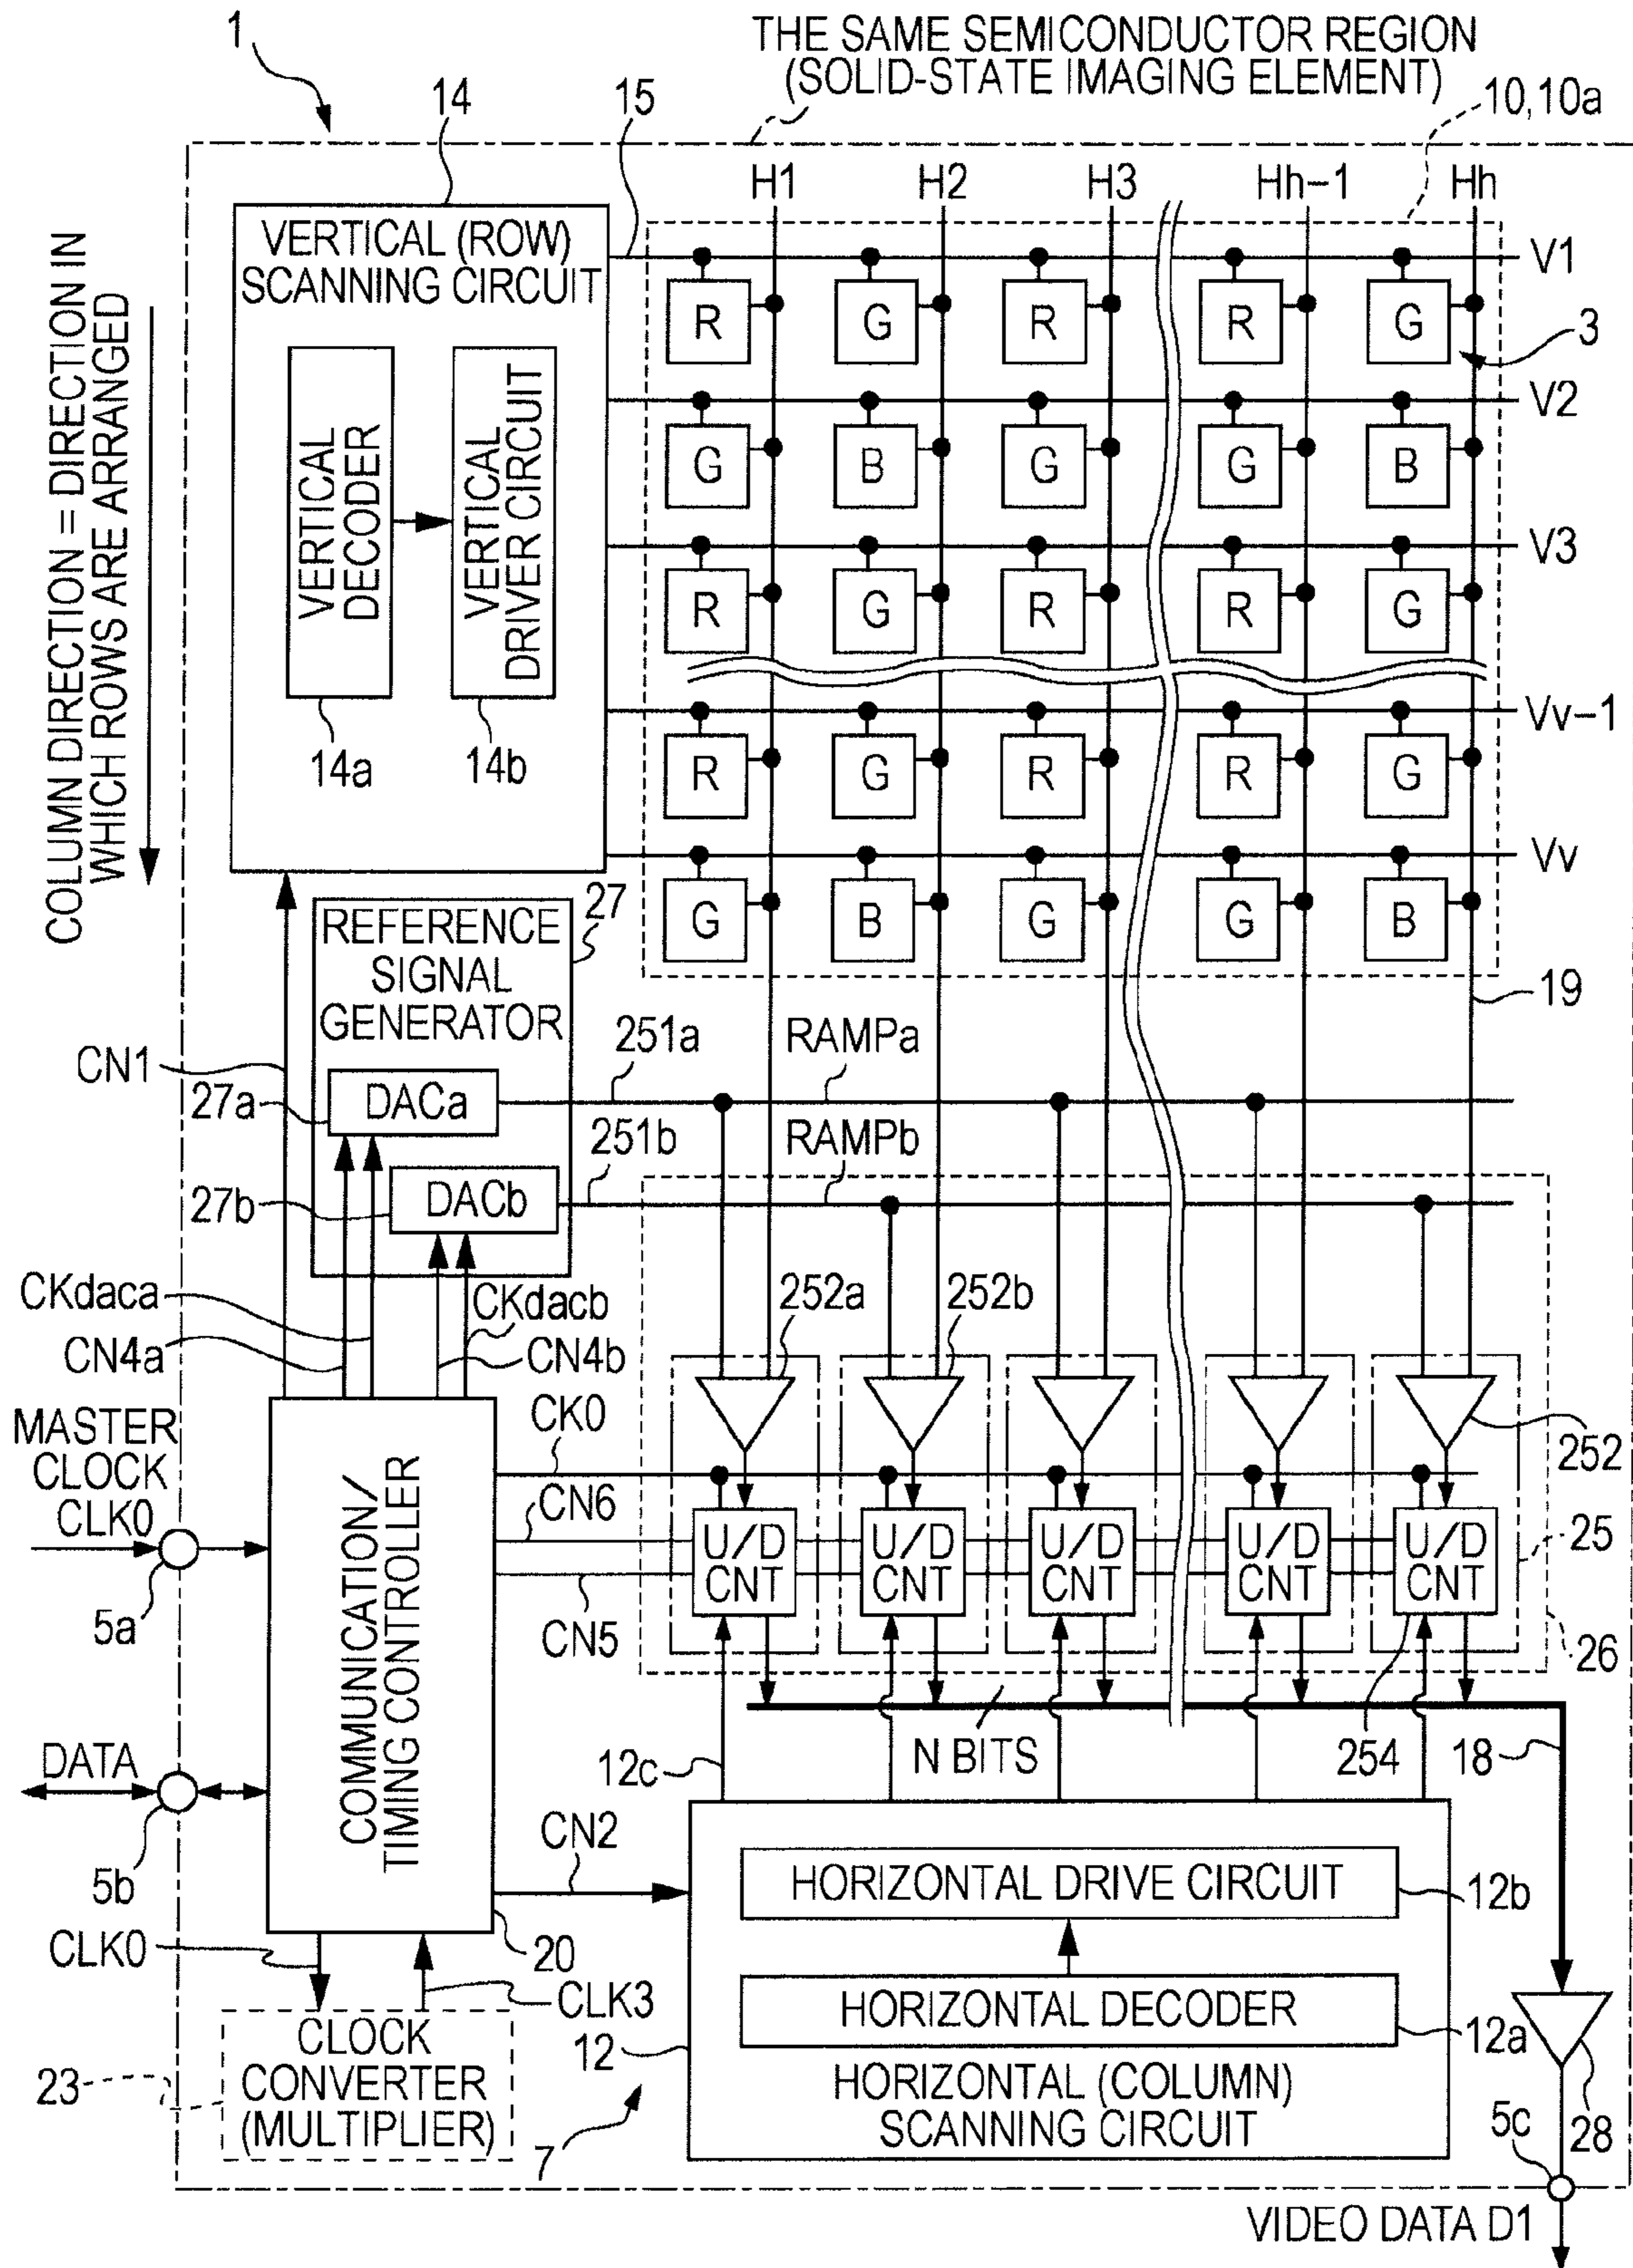 THE SAME SEMICONDUCTOR REGION
(SOLID-STATE IMAGING ELEMENT)
1
14
15
10,10a
H1 H2 H3 Hh-1 Hh
VERTICAL (ROW)
SCANNING CIRCUIT
COLUMN DIRECTION = DIRECTION IN
WHICH ROWS ARE ARRANGED
VERTICAL
DECODER
VERTICAL
DRIVER CIRCUIT
14a
14b
V1
R G R R G
3
V2
G B G G B
V3
R G R R G
Vv-1
R G R R G
Vv
G B G G B
19
REFERENCE
SIGNAL
GENERATOR
27
CN1
27a
DACa
251a
RAMPa
27b
DACb
251b
RAMPb
CKdaca
CN4a
CKdacb
CN4b
252a
252b
252
MASTER
CLOCK
CLK0
5a
CK0
CN6
CN5
U/D
CNT
U/D
CNT
U/D
CNT
U/D
CNT
U/D
CNT
25
26
COMMUNICATION/
TIMING CONTROLLER
DATA
5b
12c
N BITS
254
18
CN2
HORIZONTAL DRIVE CIRCUIT
12b
HORIZONTAL DECODER
12a
HORIZONTAL (COLUMN)
SCANNING CIRCUIT
12
7
CLK0
20
CLK3
CLOCK
CONVERTER
(MULTIPLIER)
23
28
5c
VIDEO DATA D1